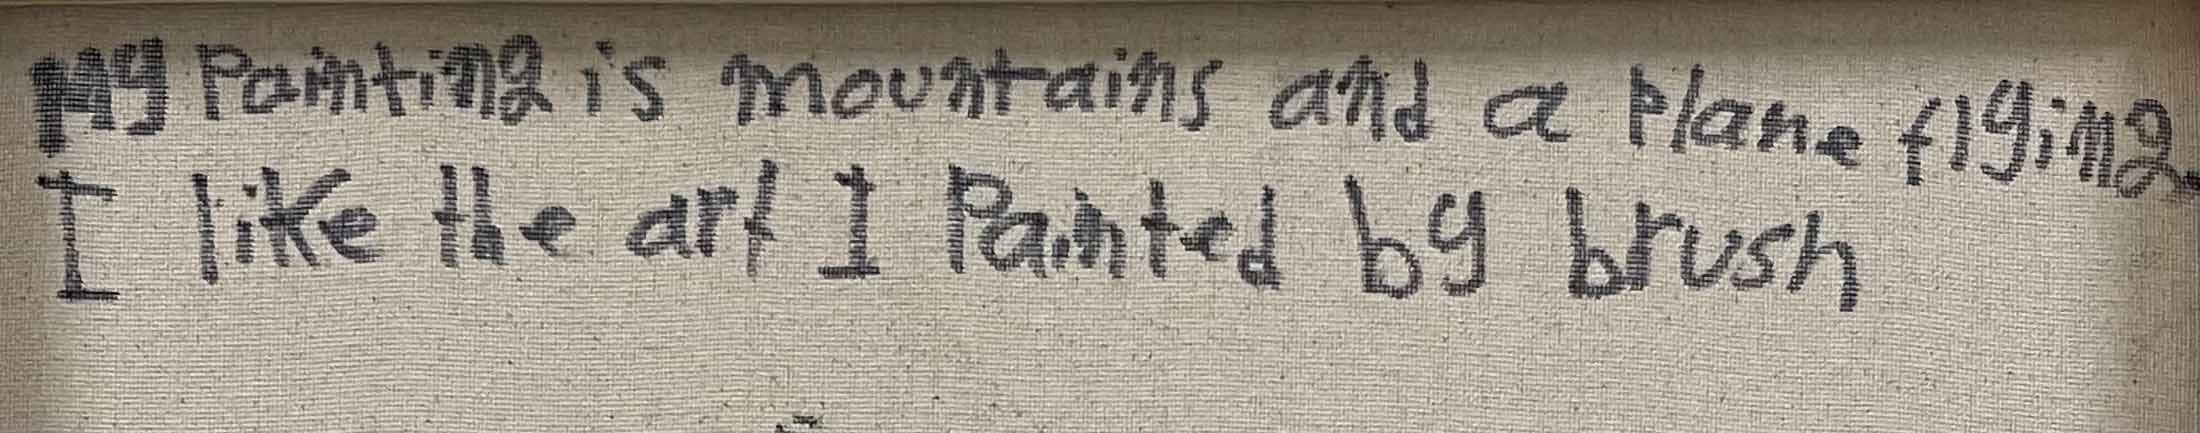 My Painting is mountains and a Plane flying.
I like the art I Painted by brush